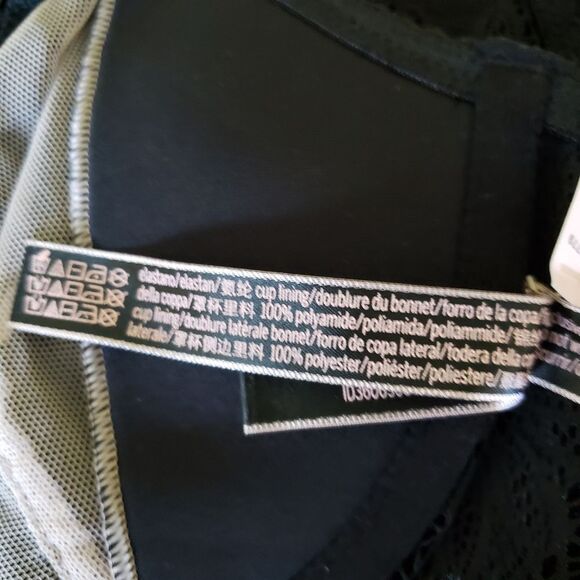 elastano/elastan/氨纶 cup lining/doublure du bonnet/forro de la copa/
della coppa/罩杯里料 100% polyamide/poliamida/poliammide/
cup lining/doublure latérale bonnet/forro de copa lateral/fodera della
laterale/罩杯侧边里料 100% polyester/poliéster/poliestere/